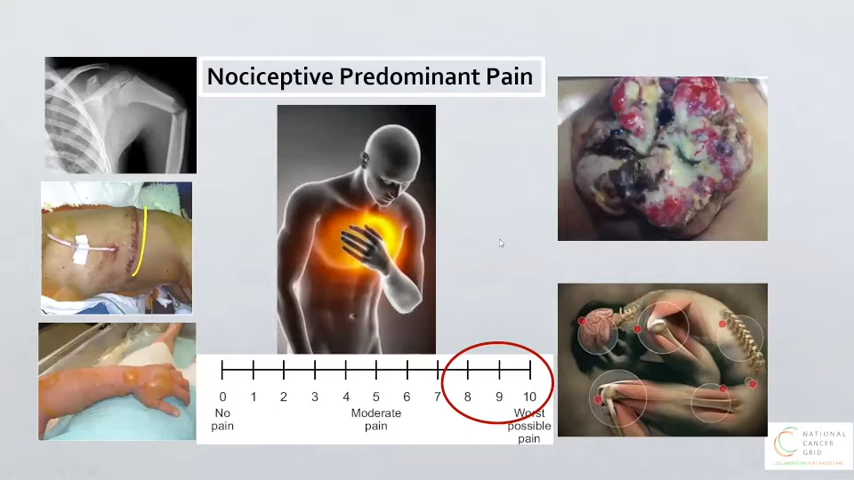 Nociceptive Predominant Pain
0 1 2 3 4 5 6 7 8 9 10
No
pain
Moderate
pain
Worst
possible
pain
NATIONAL
CANCER
GRID